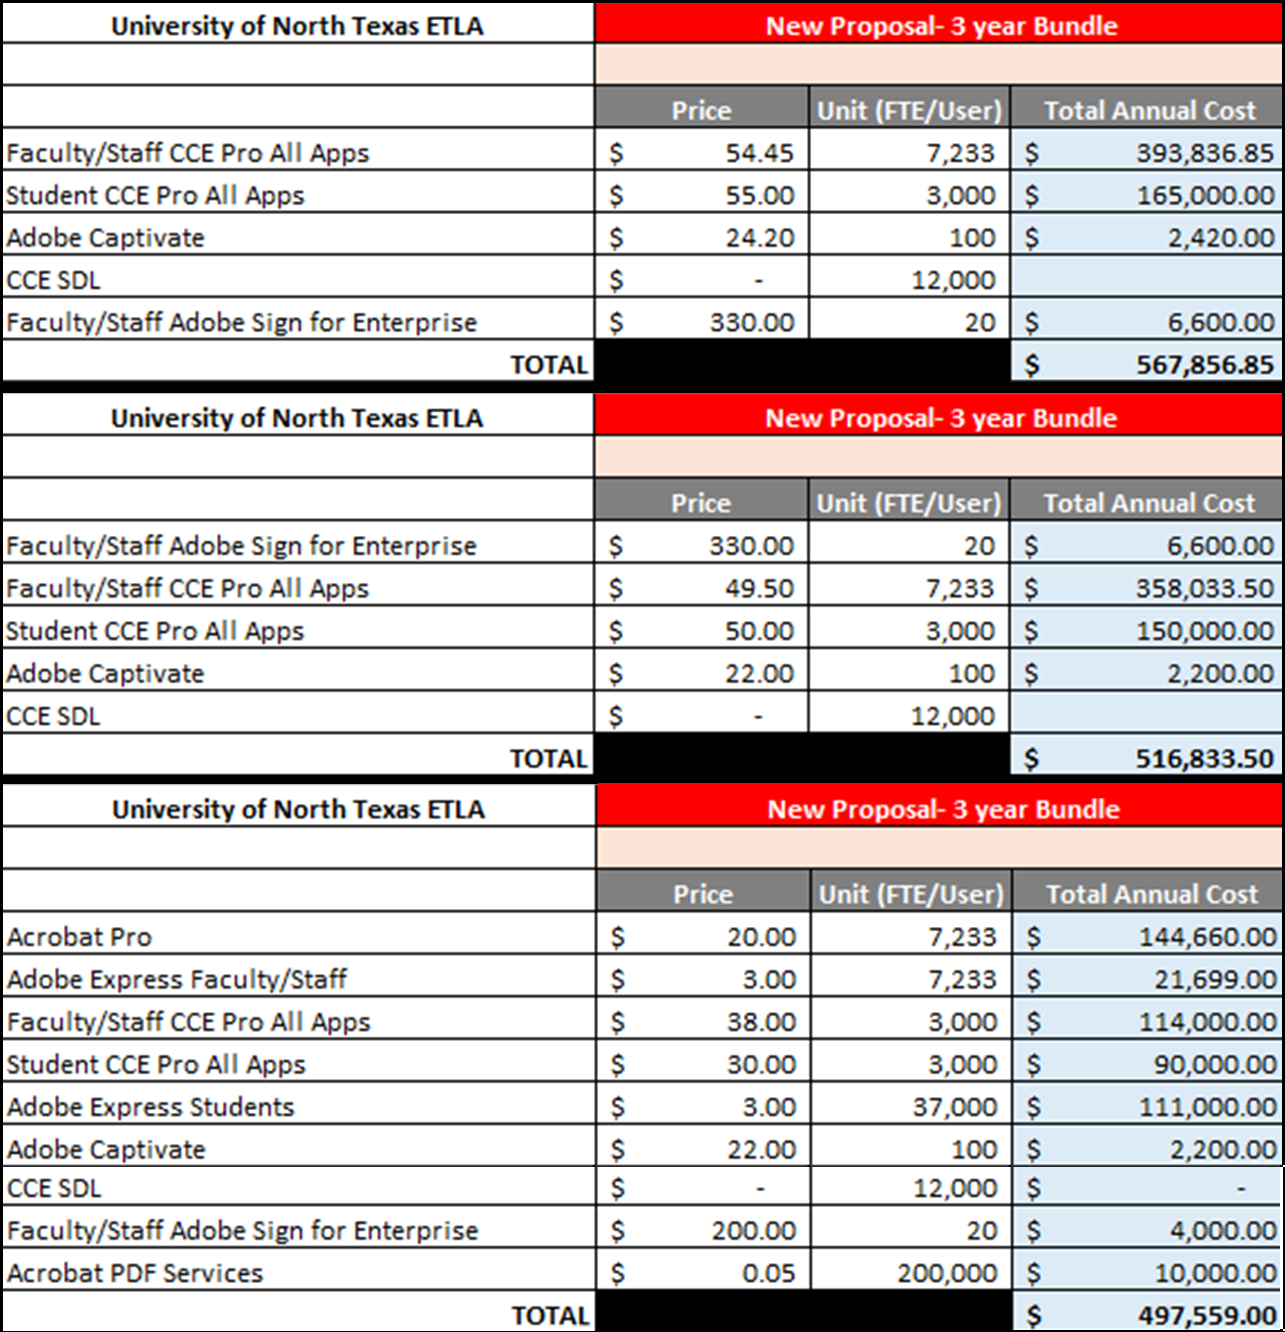 University of North Texas ETLA New Proposal- 3 year Bundle
Price Unit (FTE/User) Total Annual Cost
Faculty/Staff CCE Pro All Apps $ 54.45 7,233 $ 393,836.85
Student CCE Pro All Apps $ 55.00 3,000 $ 165,000.00
Adobe Captivate $ 24.20 100 $ 2,420.00
CCE SDL $ - 12,000
Faculty/Staff Adobe Sign for Enterprise $ 330.00 20 $ 6,600.00
TOTAL $ 567,856.85
University of North Texas ETLA New Proposal- 3 year Bundle
Price Unit (FTE/User) Total Annual Cost
Faculty/Staff Adobe Sign for Enterprise $ 330.00 20 $ 6,600.00
Faculty/Staff CCE Pro All Apps $ 49.50 7,233 $ 358,033.50
Student CCE Pro All Apps $ 50.00 3,000 $ 150,000.00
Adobe Captivate $ 22.00 100 $ 2,200.00
CCE SDL $ - 12,000
TOTAL $ 516,833.50
University of North Texas ETLA New Proposal- 3 year Bundle
Price Unit (FTE/User) Total Annual Cost
Acrobat Pro $ 20.00 7,233 $ 144,660.00
Adobe Express Faculty/Staff $ 3.00 7,233 $ 21,699.00
Faculty/Staff CCE Pro All Apps $ 38.00 3,000 $ 114,000.00
Student CCE Pro All Apps $ 30.00 3,000 $ 90,000.00
Adobe Express Students $ 3.00 37,000 $ 111,000.00
Adobe Captivate $ 22.00 100 $ 2,200.00
CCE SDL $ - 12,000 $ -
Faculty/Staff Adobe Sign for Enterprise $ 200.00 20 $ 4,000.00
Acrobat PDF Services $ 0.05 200,000 $ 10,000.00
TOTAL $ 497,559.00